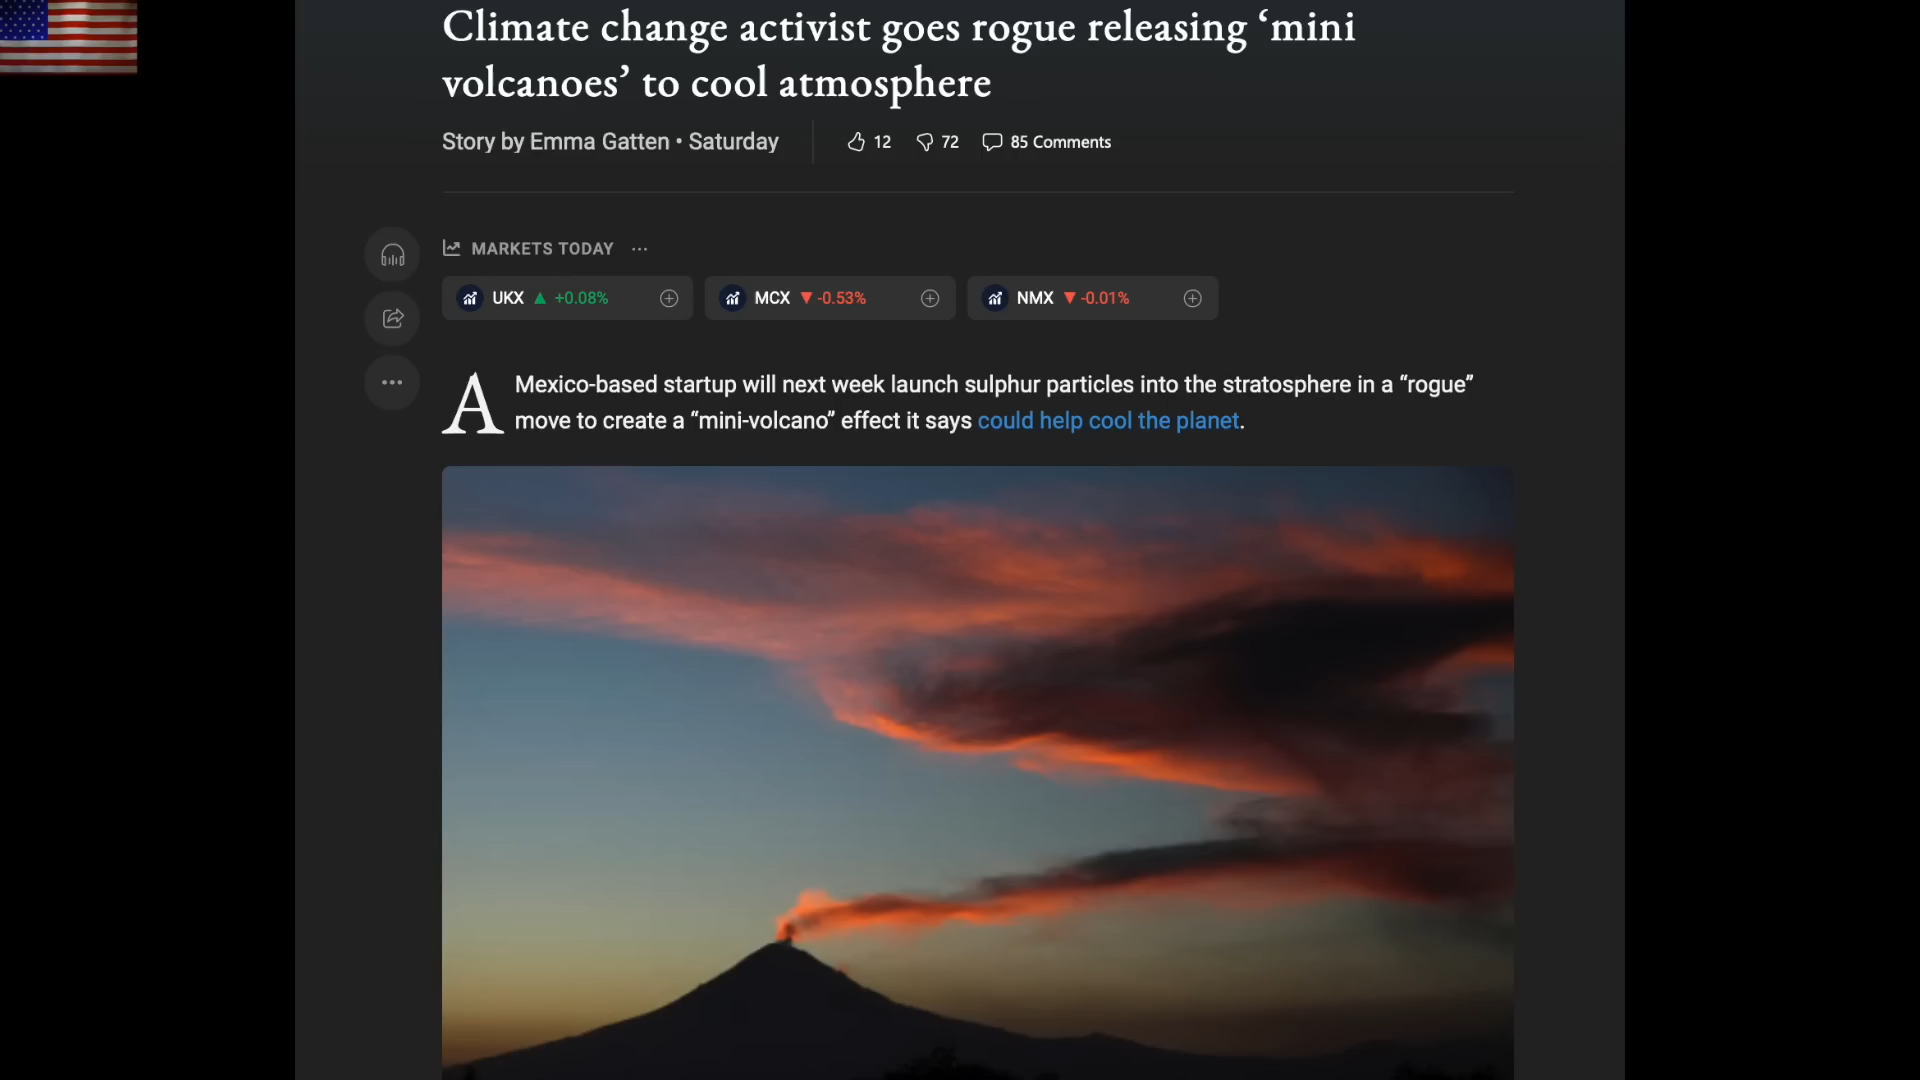 Climate change activist goes rogue releasing ‘mini
volcanoes’ to cool atmosphere
Story by Emma Gatten • Saturday
12
72
85 Comments
MARKETS TODAY ...
UKX ▲ +0.08%
MCX ▼ -0.53%
NMX ▼ -0.01%
A Mexico-based startup will next week launch sulphur particles into the stratosphere in a “rogue”
move to create a “mini-volcano” effect it says could help cool the planet.